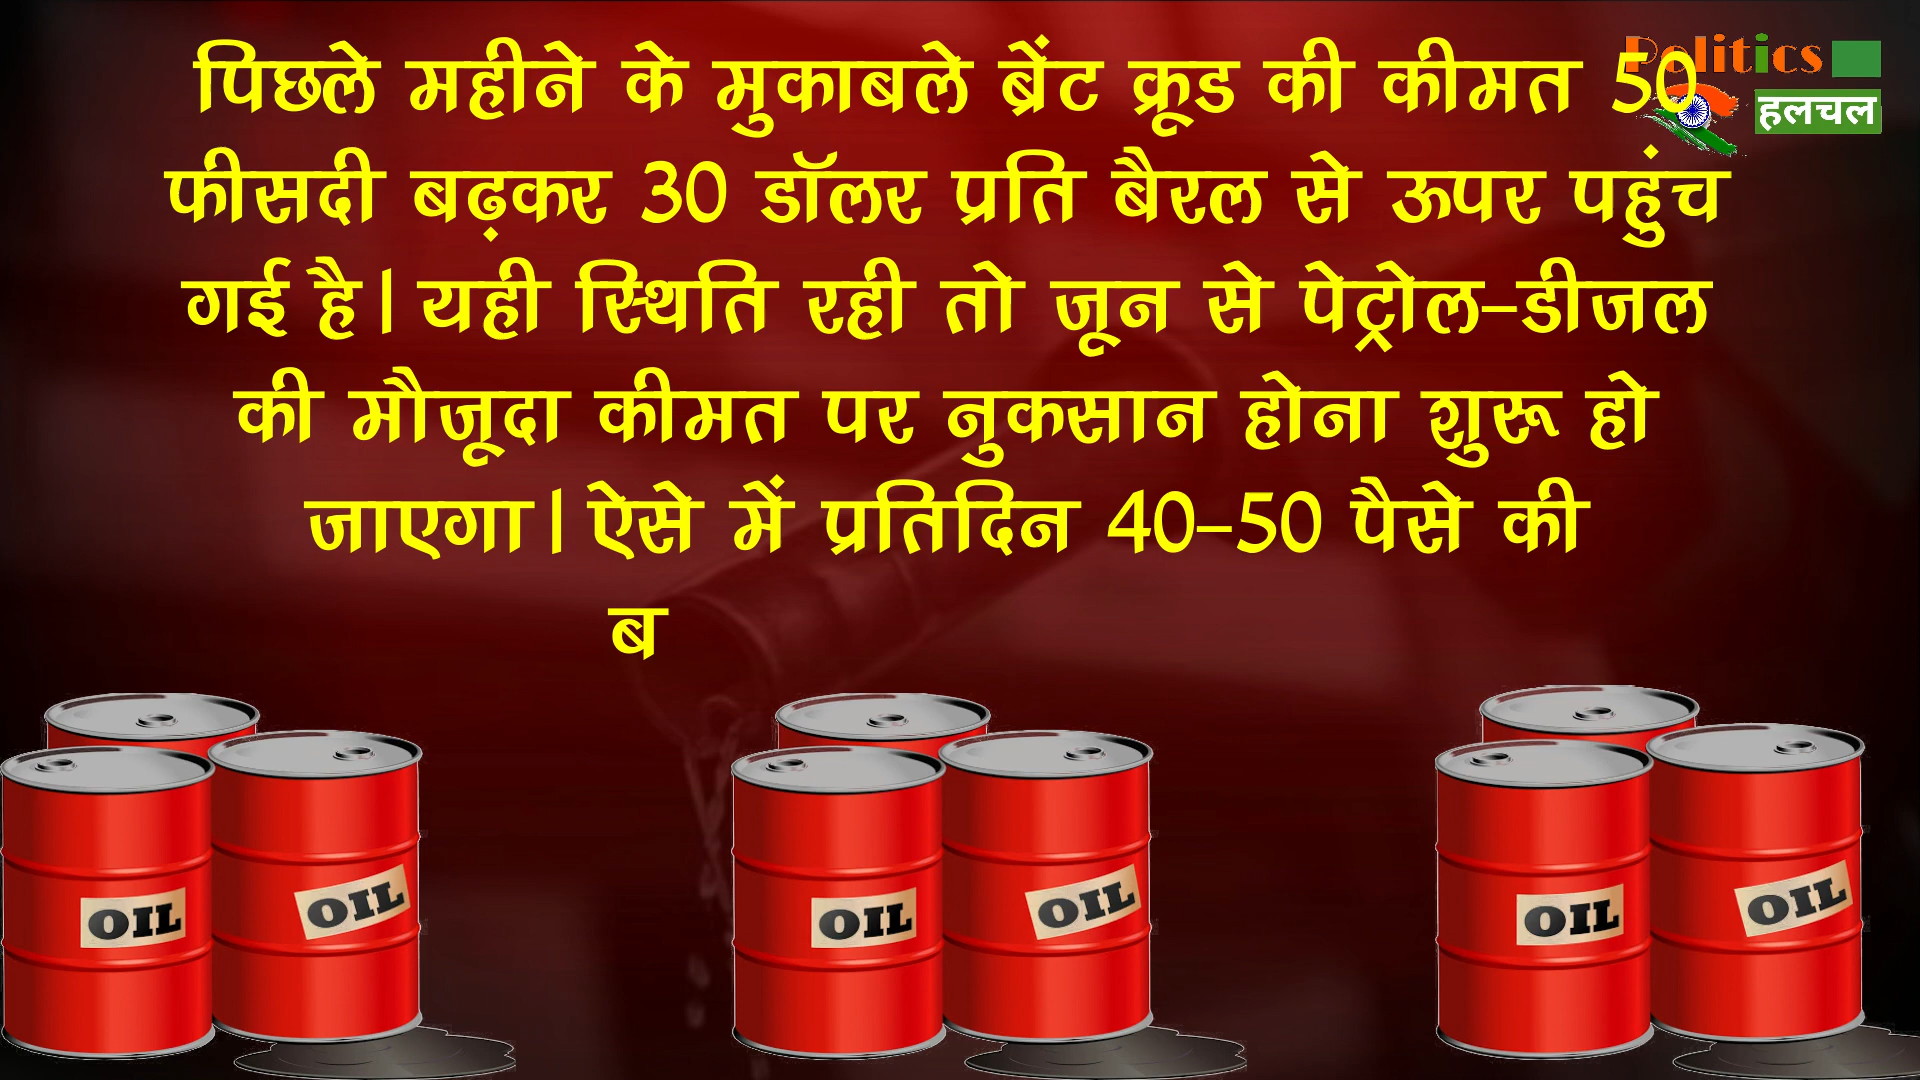 पिछले महीने के मुकाबले ब्रेंट क्रूड की कीमत 50
फीसदी बढ़कर 30 डॉलर प्रति बैरल से ऊपर पहुंच
गई है। यही स्थिति रही तो जून से पेट्रोल-डीजल
की मौजूदा कीमत पर नुकसान होना शुरू हो
जाएगा। ऐसे में प्रतिदिन 40-50 पैसे की
ब
Politics
हलचल
OIL OIL OIL OIL OIL OIL